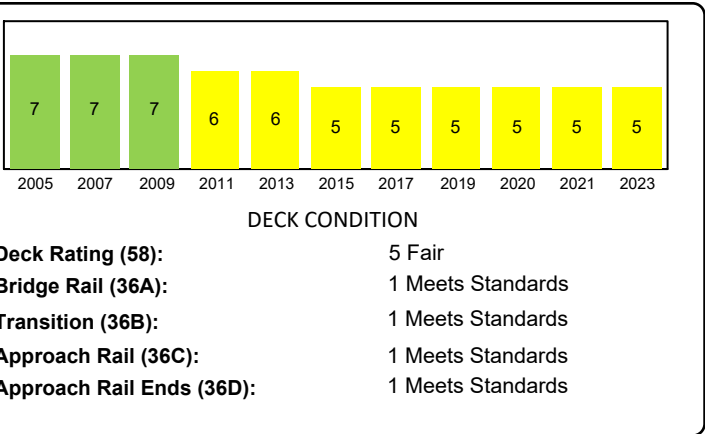 7 7 7 6 6 5 5 5 5 5 5
2005 2007 2009 2011 2013 2015 2017 2019 2020 2021 2023
DECK CONDITION
Deck Rating (58): 5 Fair
Bridge Rail (36A): 1 Meets Standards
Transition (36B): 1 Meets Standards
Approach Rail (36C): 1 Meets Standards
Approach Rail Ends (36D): 1 Meets Standards